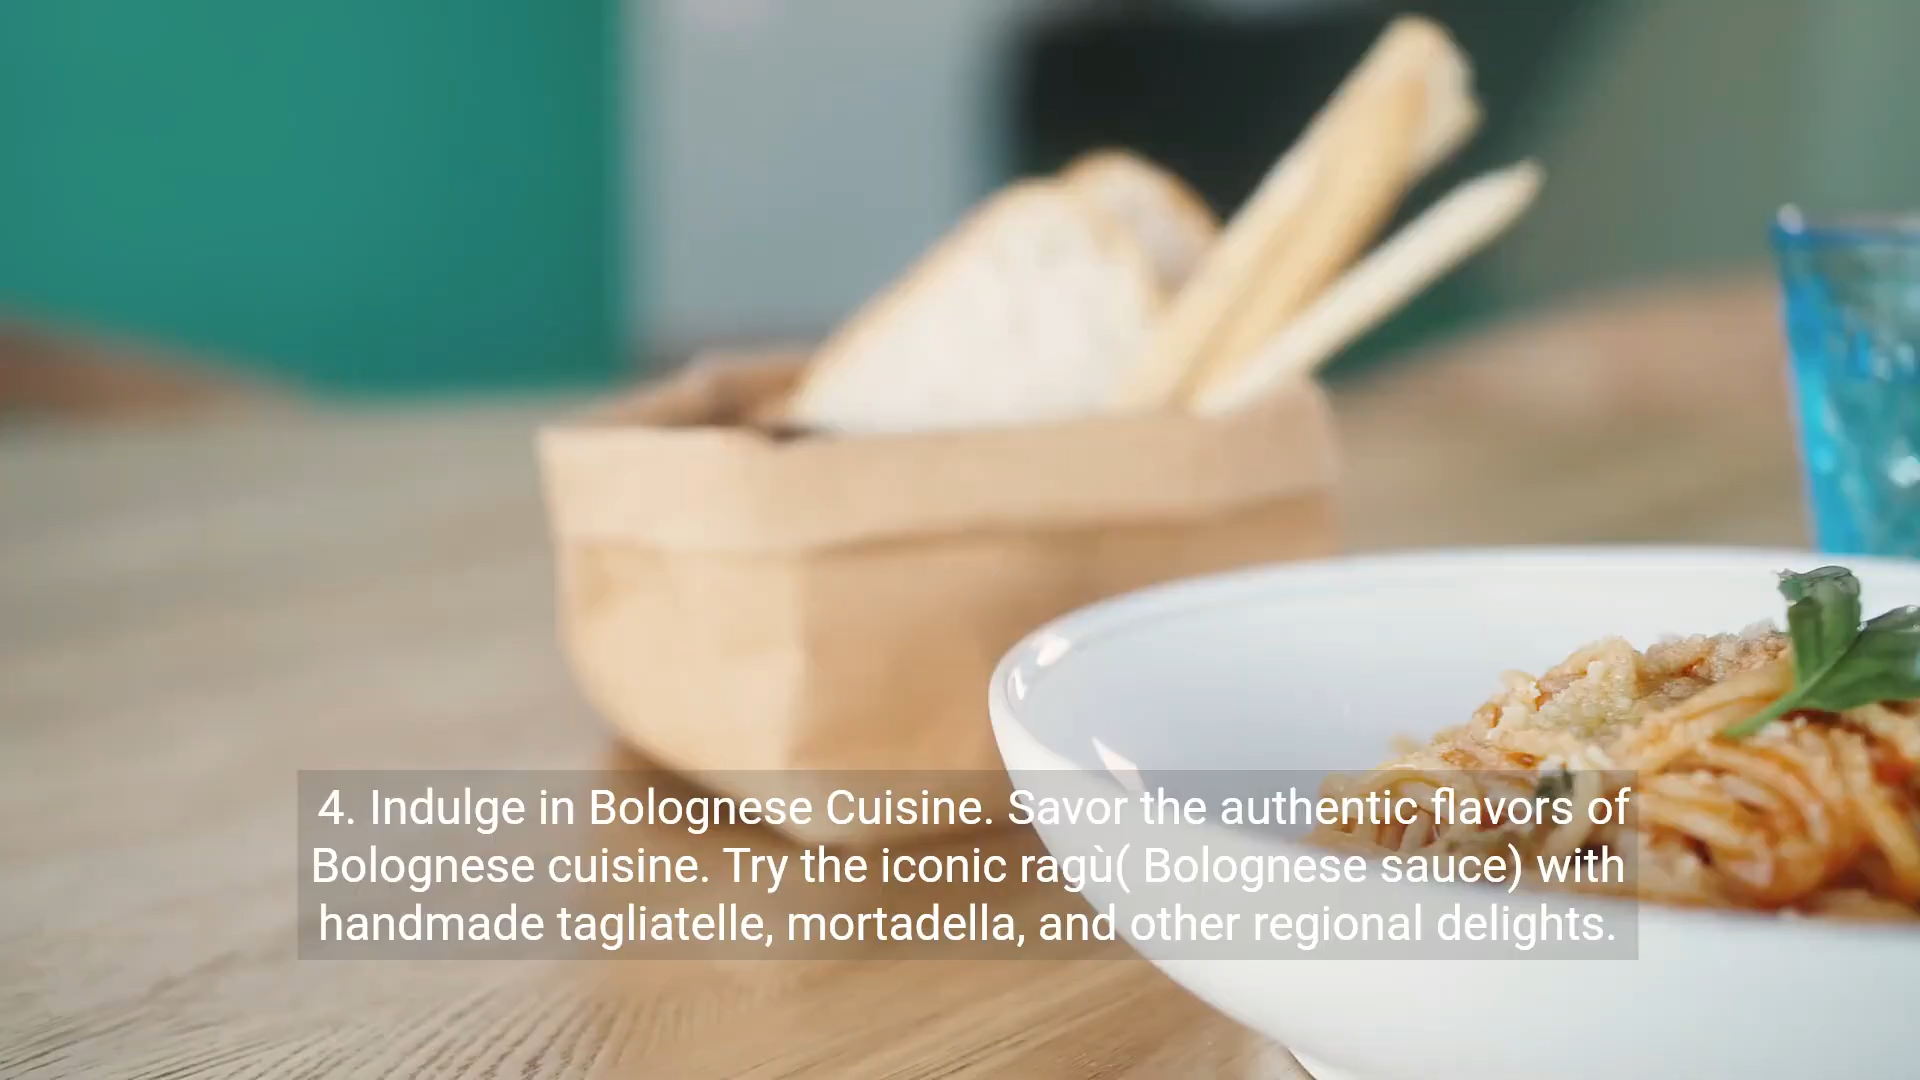 4. Indulge in Bolognese Cuisine. Savor the authentic flavors of
Bolognese cuisine. Try the iconic ragù( Bolognese sauce) with
handmade tagliatelle, mortadella, and other regional delights.